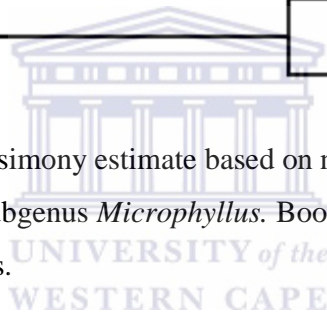 simony estimate based on
bgenus Microphyllus. Boo
UNIVERSITY of the
s.
WESTERN CAPE